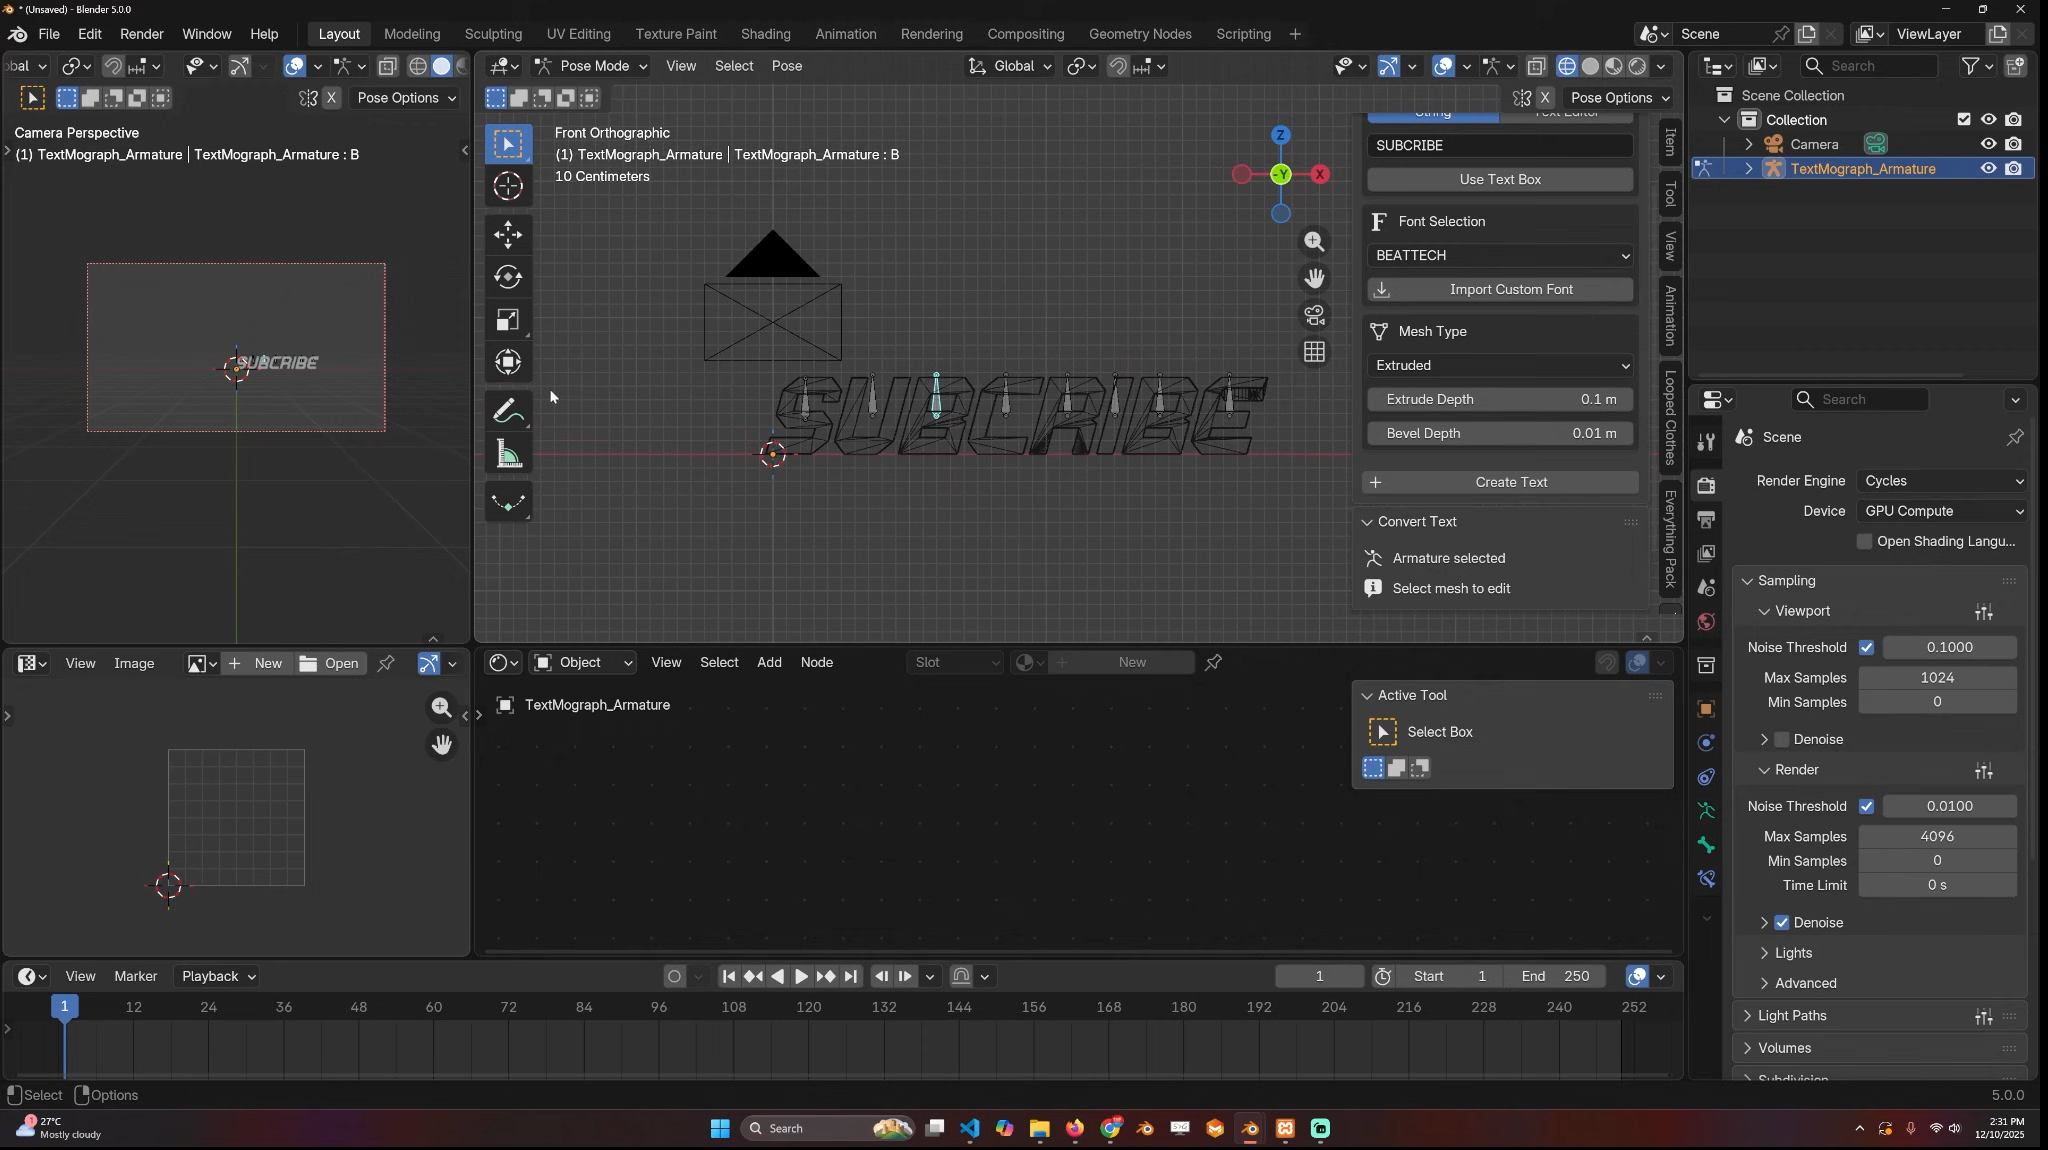 * (Unsaved) - Blender 5.0.0
File Edit Render Window Help Layout Modeling Sculpting UV Editing Texture Paint Shading Animation Rendering Compositing Geometry Nodes Scripting Scene ViewLayer
bal Pose Mode View Select Pose Global Search
X Pose Options X Pose Options
Camera Perspective
(1) TextMograph_Armature | TextMograph_Armature : B
SUBCRIBE
Front Orthographic
(1) TextMograph_Armature | TextMograph_Armature : B
10 Centimeters
Z
-Y
X
SUBCRIBE
String Text Editor
SUBCRIBE
Use Text Box
Font Selection
BEATTECH
Import Custom Font
Mesh Type
Extruded
Extrude Depth 0.1 m
Bevel Depth 0.01 m
Create Text
Convert Text
Armature selected
Select mesh to edit
Item
Tool
View
Animation
Looped Clothes
Everything Pack
Scene Collection
Collection
Camera
TextMograph_Armature
Search
Scene
Render Engine Cycles
Device GPU Compute
Open Shading Langu...
Sampling
Viewport
Noise Threshold 0.1000
Max Samples 1024
Min Samples 0
Denoise
Render
Noise Threshold 0.0100
Max Samples 4096
Min Samples 0
Time Limit 0 s
Denoise
Lights
Advanced
Light Paths
Volumes
Subdivision
View Image New Open
Object View Select Add Node Slot New
TextMograph_Armature
Active Tool
Select Box
View Marker Playback 1 Start 1 End 250
1 12 24 36 48 60 72 84 96 108 120 132 144 156 168 180 192 204 216 228 240 252
Select Options 5.0.0
1
27°C
Mostly cloudy
Search
2:31 PM
12/10/2025